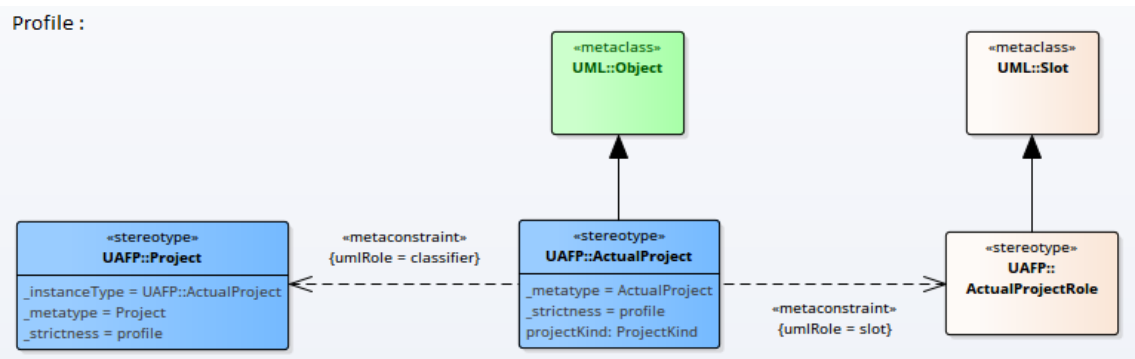 Profile :
«metaclass»
UML::Object
«metaclass»
UML::Slot
«stereotype»
UAFP::Project
_instanceType = UAFP::ActualProject
_metatype = Project
_strictness = profile
«metaconstraint»
{umlRole = classifier}
«stereotype»
UAFP::ActualProject
_metatype = ActualProject
_strictness = profile
projectKind: ProjectKind
«metaconstraint»
{umlRole = slot}
«stereotype»
UAFP::
ActualProjectRole